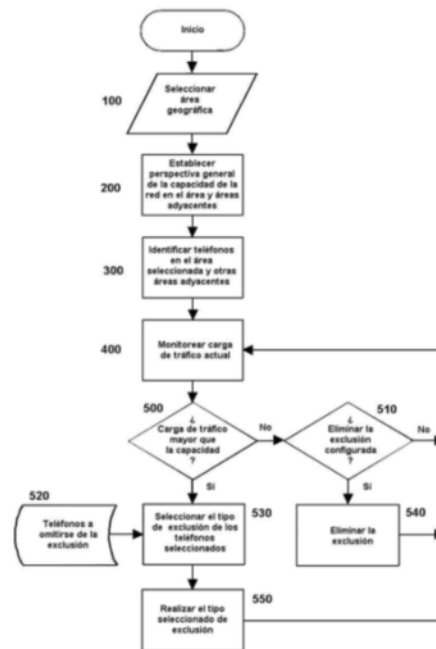 Inicio
100
Seleccionar
área
geográfica
200
Establecer
perspectiva general
de la capacidad de la
red en el área y áreas
adyacentes
300
Identificar teléfonos
en el área
seleccionada y otras
áreas adyacentes
400
Monitorear carga
de tráfico actual
500
¿
Carga de tráfico
mayor que
la capacidad
?
No
Sí
510
¿
Eliminar la
exclusión
configurada
?
No
Sí
520
Teléfonos a
omitirse de la
exclusión
530
Seleccionar el tipo
de exclusión de los
teléfonos
seleccionados
540
Eliminar la
exclusión
550
Realizar el tipo
seleccionado de
exclusión